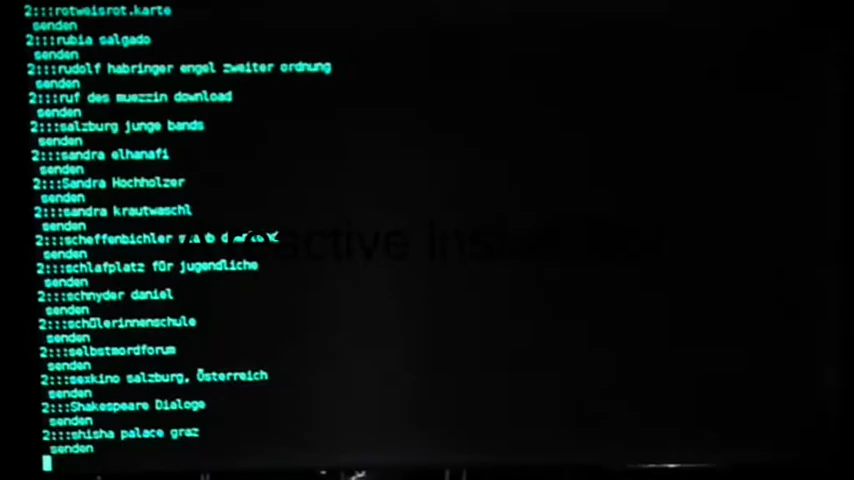 2:::rotweisrot.karte
senden
2:::rubia salgado
senden
2:::rudolf habringer engel zweiter ordnung
senden
2:::ruf des muezzin download
senden
2:::salzburg junge bands
senden
2:::sandra elhanafi
senden
2:::Sandra Hochholzer
senden
2:::sandra krautwaschl
senden
2:::scheffenbichler
senden
2:::schlafplatz für jugendliche
senden
2:::schnyder daniel
senden
2:::schülerinnenschule
senden
2:::selbstmordforum
senden
2:::sexkino salzburg, Österreich
senden
2:::Shakespeare Dialoge
senden
2:::shisha palace graz
senden